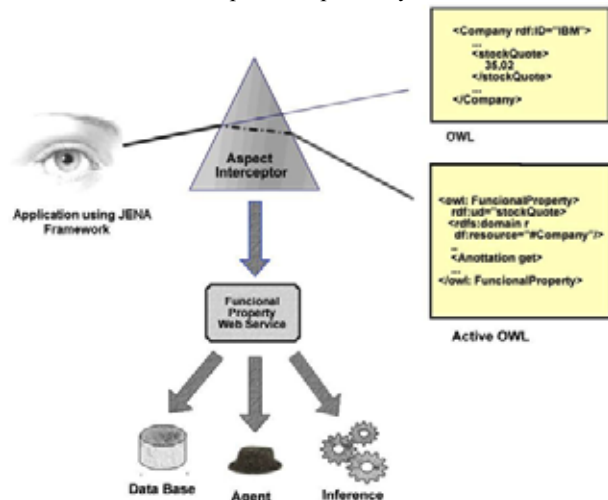 <Company rdf:ID="IBM">
...
<stockQuote>
35,02
</stockQuote>
...
</Company>
OWL
Aspect
Interceptor
Application using JENA
Framework
<owl: FuncionalProperty>
rdf:ud="stockQuote>
<rdfs:domain r
df:resource="#Company"/>
..
<Anottation get>
...
</owl: FuncionalProperty>
Active OWL
Funcional
Property
Web Service
Data Base
Agent
Inference